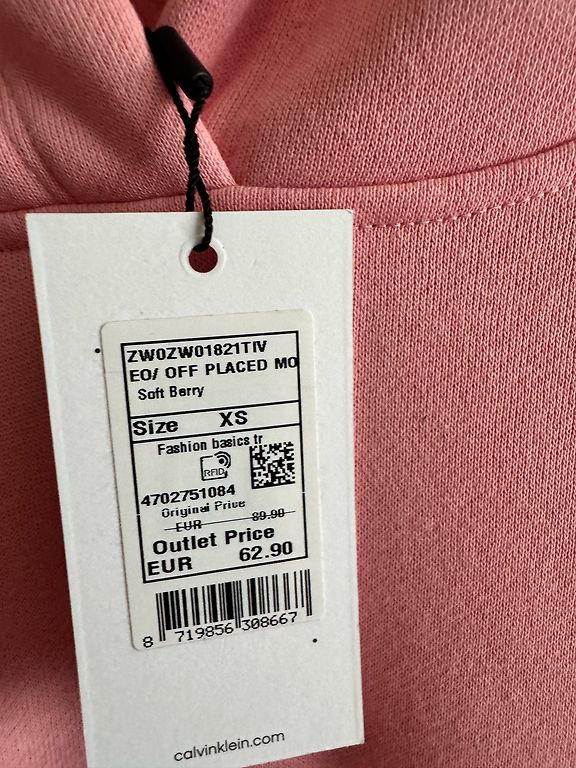 ZW0ZW01821TIV
EO/ OFF PLACED MO
Soft Berry
Size XS
Fashion basics tr
RFID
4702751084
Original Price
EUR 89.90
Outlet Price
EUR 62.90
8 719856 308667
calvinklein.com